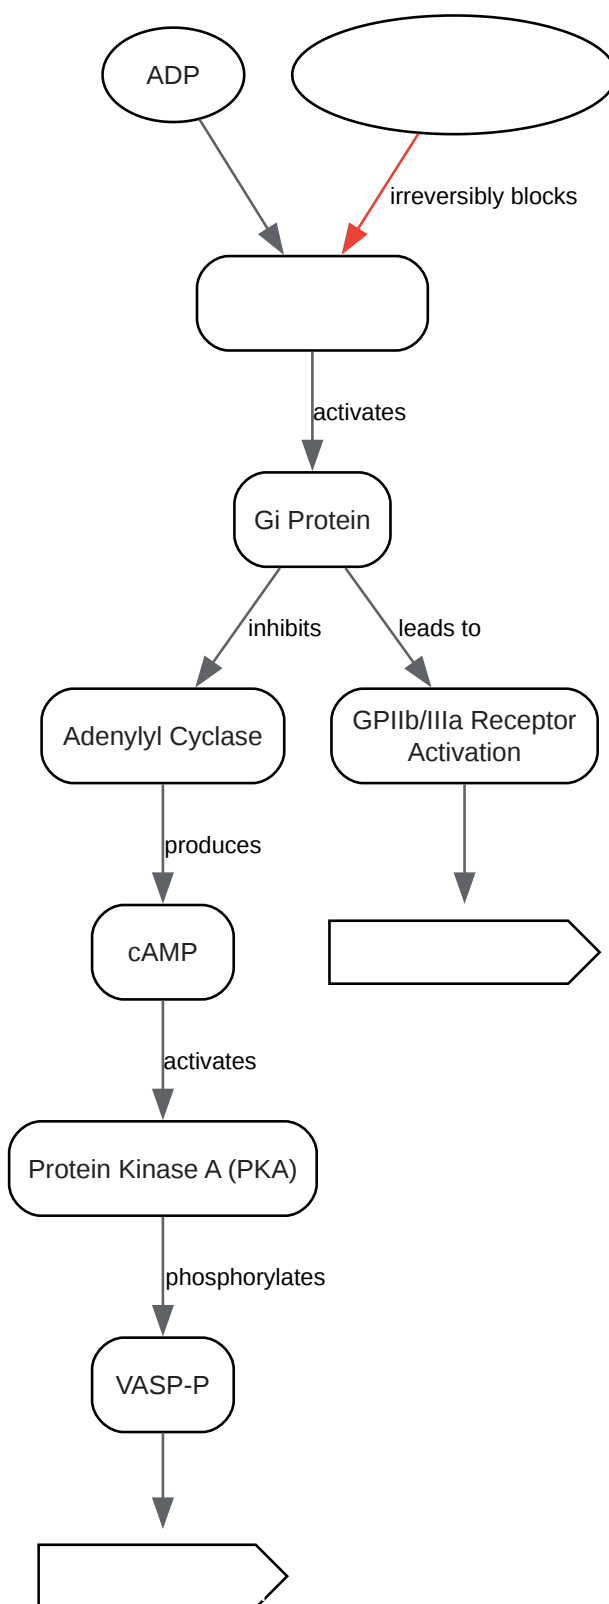 ADP
irreversibly blocks
activates
Gi Protein
inhibits
leads to
Adenylyl Cyclase
GPIIb/IIIa Receptor
Activation
produces
cAMP
activates
Protein Kinase A (PKA)
phosphorylates
VASP-P